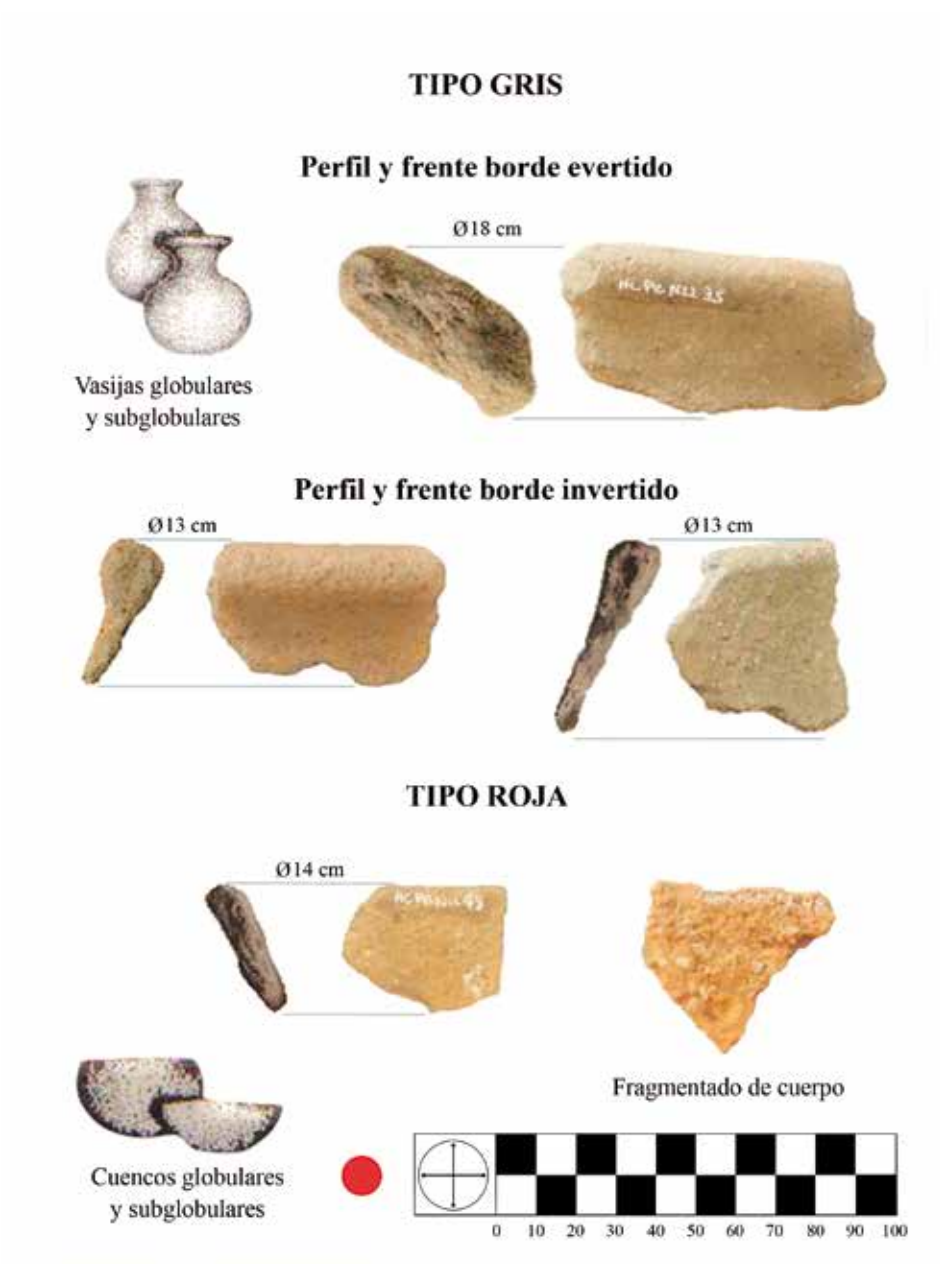 TIPO GRIS
Perfil y frente borde evertido
Ø18 cm
Vasijas globulares
y subglobulares
Perfil y frente borde invertido
Ø13 cm
Ø13 cm
TIPO ROJA
Ø14 cm
Fragmentado de cuerpo
Cuencos globulares
y subglobulares
0 10 20 30 40 50 60 70 80 90 100